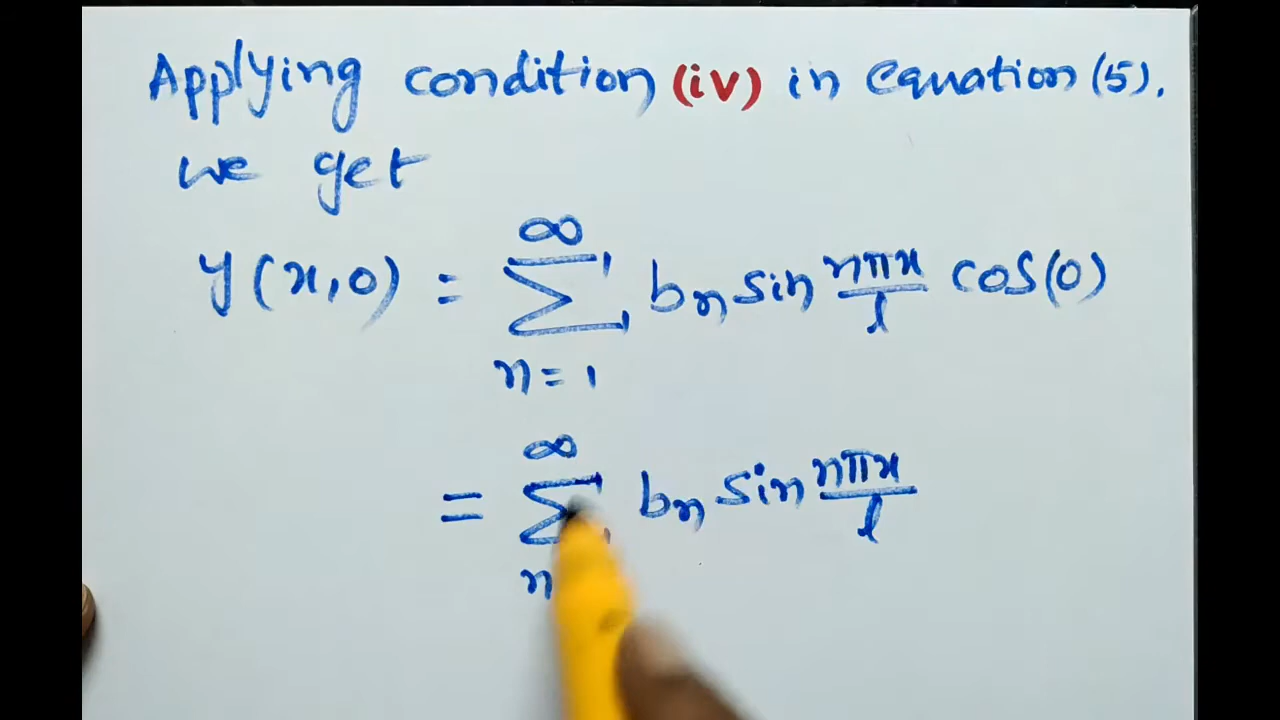 Applying condition (iv) in equation (5).
we get
y(x,0) = ∞ ∑ n=1 bn sin nπx/l cos(0)
= ∞ ∑ n bn sin nπx/l